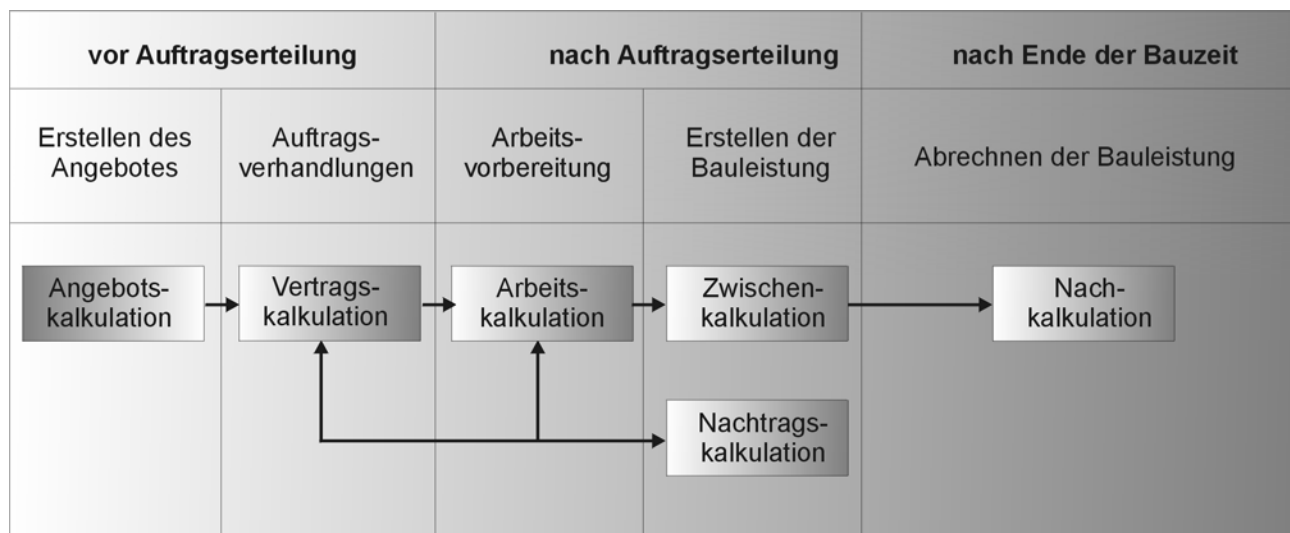 vor Auftragserteilung
nach Auftragserteilung
nach Ende der Bauzeit
Erstellen des
Angebotes
Auftrags-
verhandlungen
Arbeits-
vorbereitung
Erstellen der
Bauleistung
Abrechnen der Bauleistung
Angebots-
kalkulation
Vertrags-
kalkulation
Arbeits-
kalkulation
Zwischen-
kalkulation
Nach-
kalkulation
Nachtrags-
kalkulation